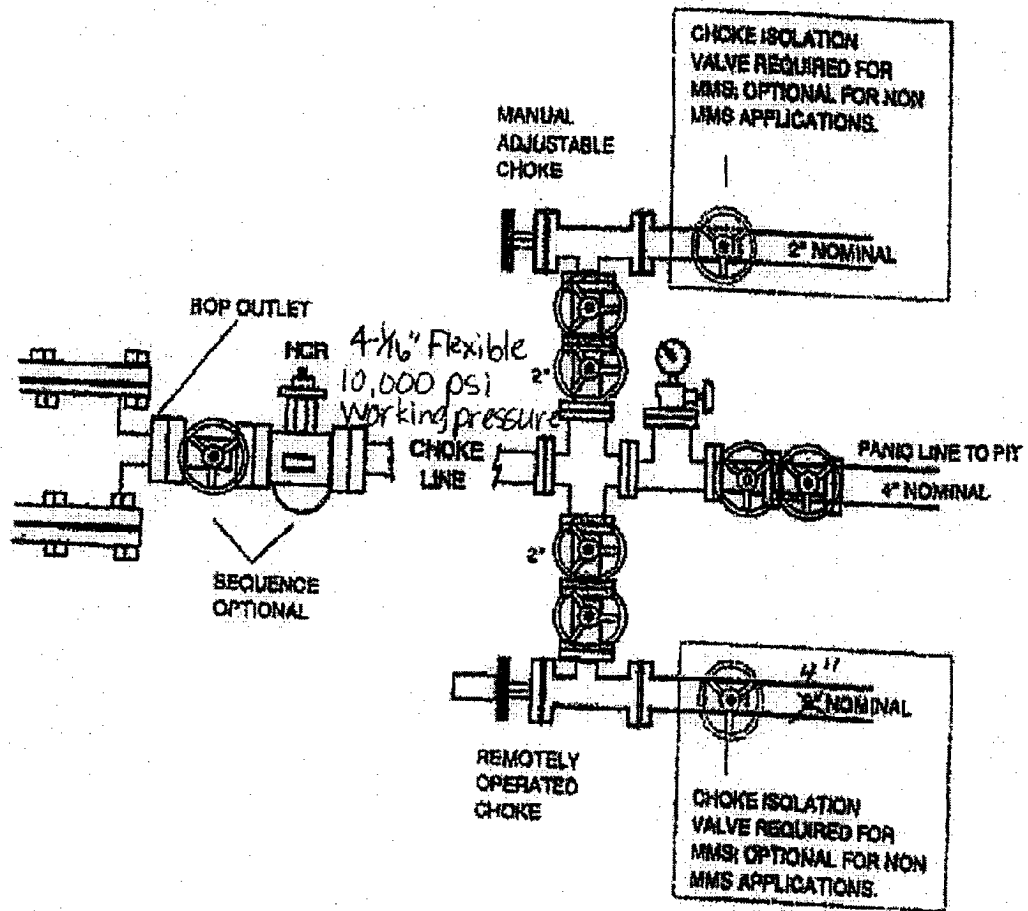 CHOKE ISOLATION
VALVE REQUIRED FOR
MMS; OPTIONAL FOR NON
MMS APPLICATIONS.
MANUAL
ADJUSTABLE
CHOKE
2" NOMINAL
BOP OUTLET
HCR
4-1/16" Flexible
10,000 psi
Working pressure
2"
CHOKE
LINE
PANIC LINE TO PIT
4" NOMINAL
2"
SEQUENCE
OPTIONAL
4"
2" NOMINAL
REMOTELY
OPERATED
CHOKE
CHOKE ISOLATION
VALVE REQUIRED FOR
MMS; OPTIONAL FOR NON
MMS APPLICATIONS.